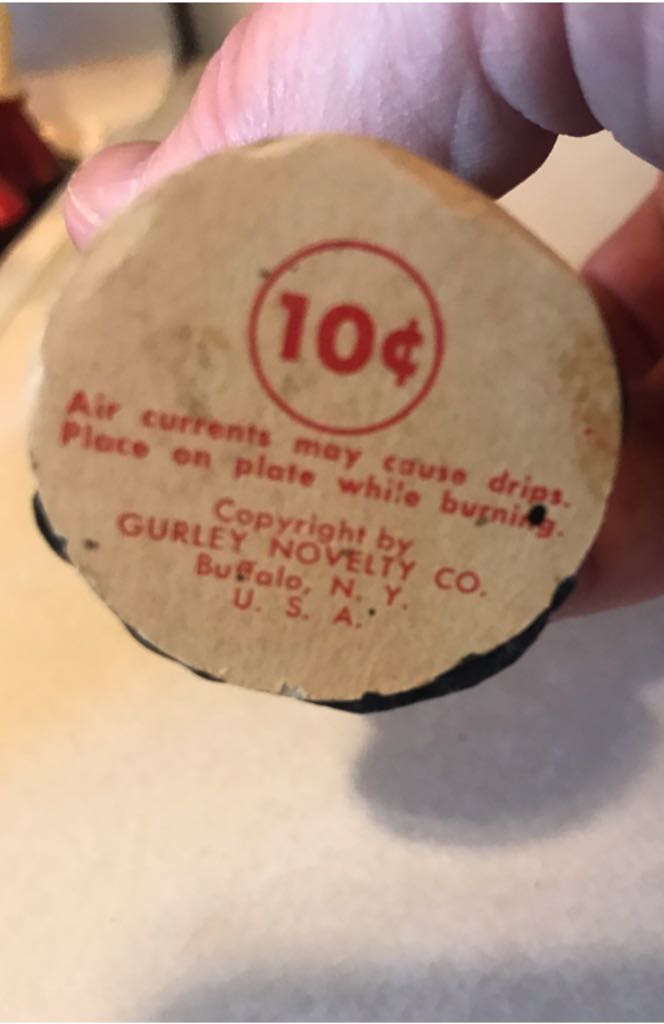 10¢
Air currents may cause drips.
Place on plate while burning.
Copyright by
GURLEY NOVELTY CO.
Buffalo, N. Y.
U. S. A.